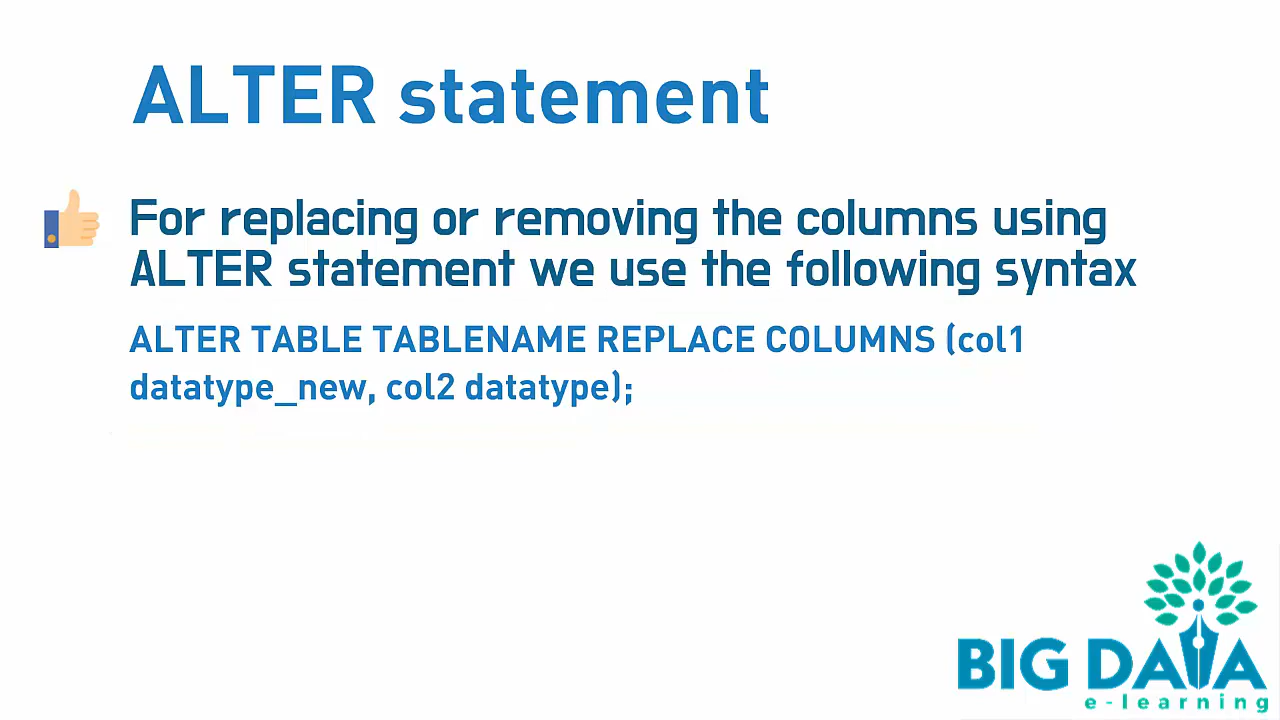 ALTER statement
For replacing or removing the columns using
ALTER statement we use the following syntax
ALTER TABLE TABLENAME REPLACE COLUMNS (col1
datatype_new, col2 datatype);
BIG DATA
e-learning